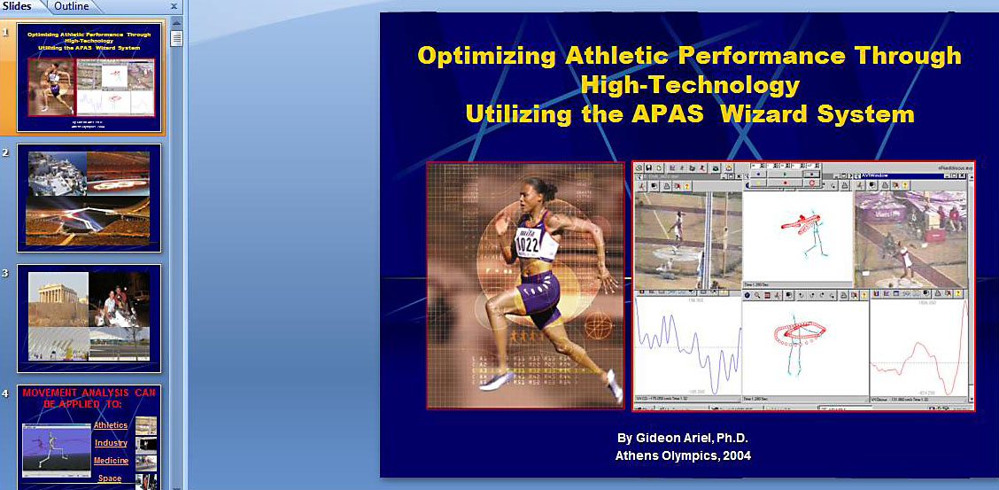 Slides
Outline
x
1
Optimizing Athletic Performance Through
High-Technology
Utilizing the APAS Wizard System
2
3
4
MOVEMENT ANALYSIS CAN
BE APPLIED TO:
Athletics
Industry
Medicine
Space
Optimizing Athletic Performance Through
High-Technology
Utilizing the APAS Wizard System
1022
AVIWindow
By Gideon Ariel, Ph.D.
Athens Olympics, 2004